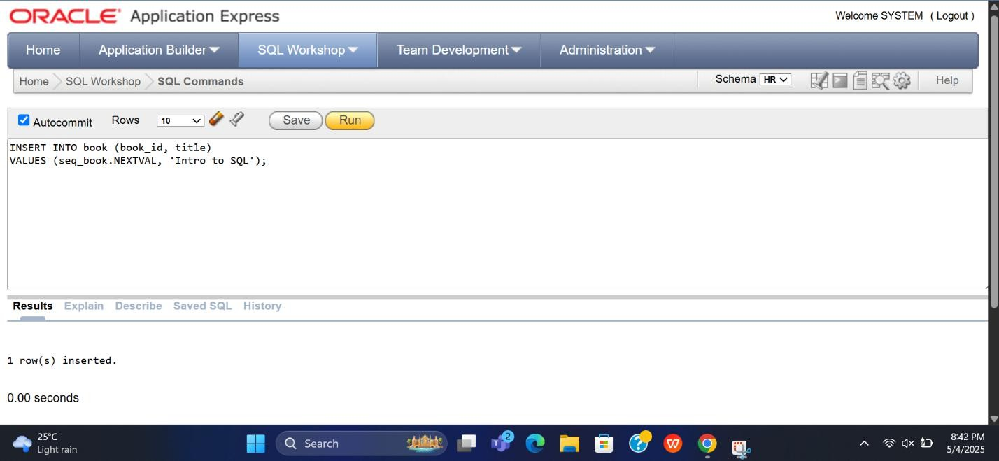 ORACLE Application Express
Welcome SYSTEM ( Logout )
Home Application Builder SQL Workshop Team Development Administration
Home SQL Workshop SQL Commands Schema HR Help
Autocommit Rows 10 Save Run
INSERT INTO book (book_id, title)
VALUES (seq_book.NEXTVAL, 'Intro to SQL');
Results Explain Describe Saved SQL History
1 row(s) inserted.
0.00 seconds
25°C
Light rain
Search
2
8:42 PM
5/4/2025